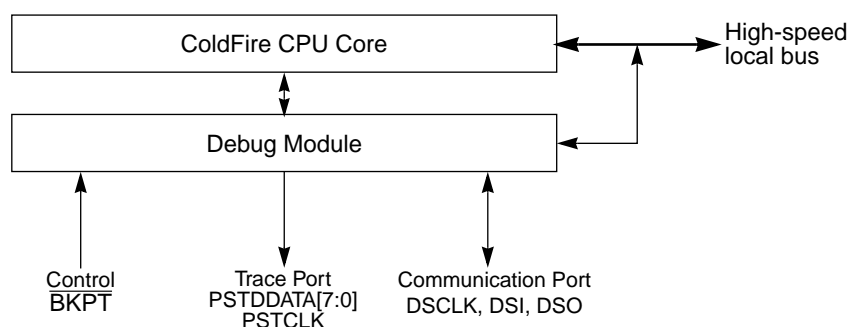 ColdFire CPU Core
High-speed
local bus
Debug Module
Control
BKPT
Trace Port
PSTDDATA[7:0]
PSTCLK
Communication Port
DSCLK, DSI, DSO